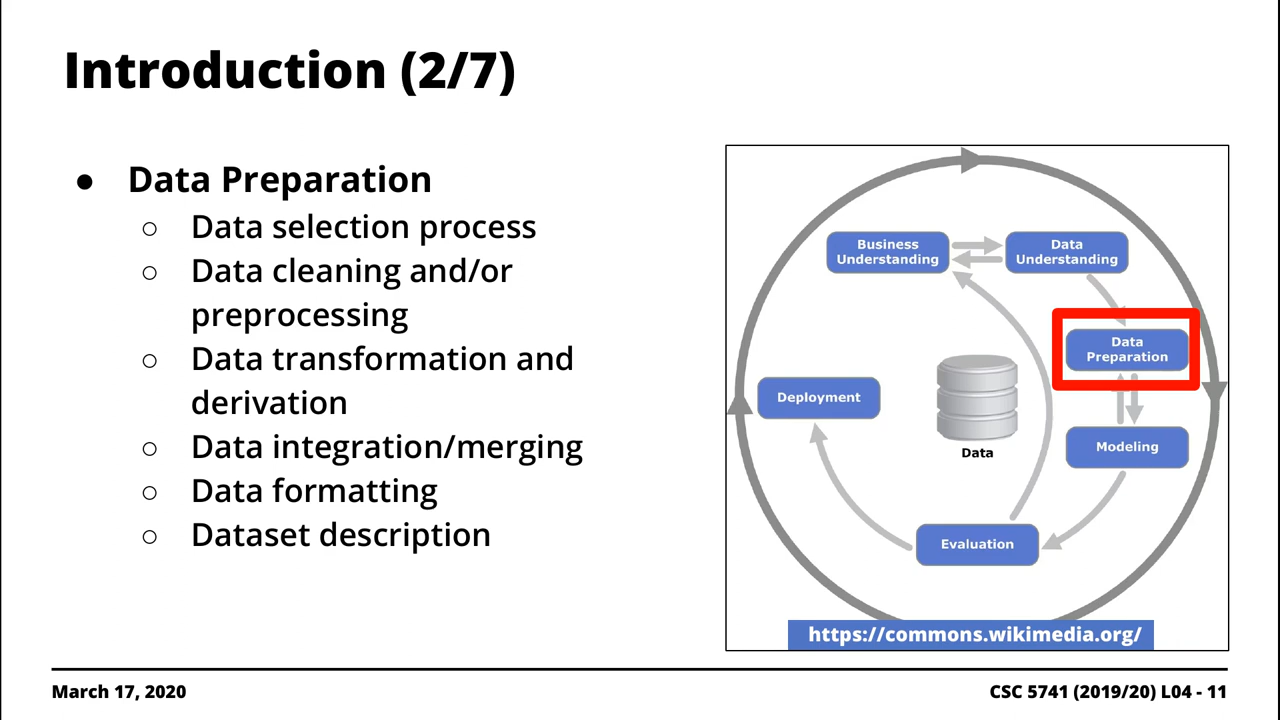 Introduction (2/7)
● Data Preparation
○ Data selection process
○ Data cleaning and/or
preprocessing
○ Data transformation and
derivation
○ Data integration/merging
○ Data formatting
○ Dataset description
Business
Understanding
Data
Understanding
Data
Preparation
Deployment
Data
Modeling
Evaluation
https://commons.wikimedia.org/
March 17, 2020
CSC 5741 (2019/20) L04 - 11